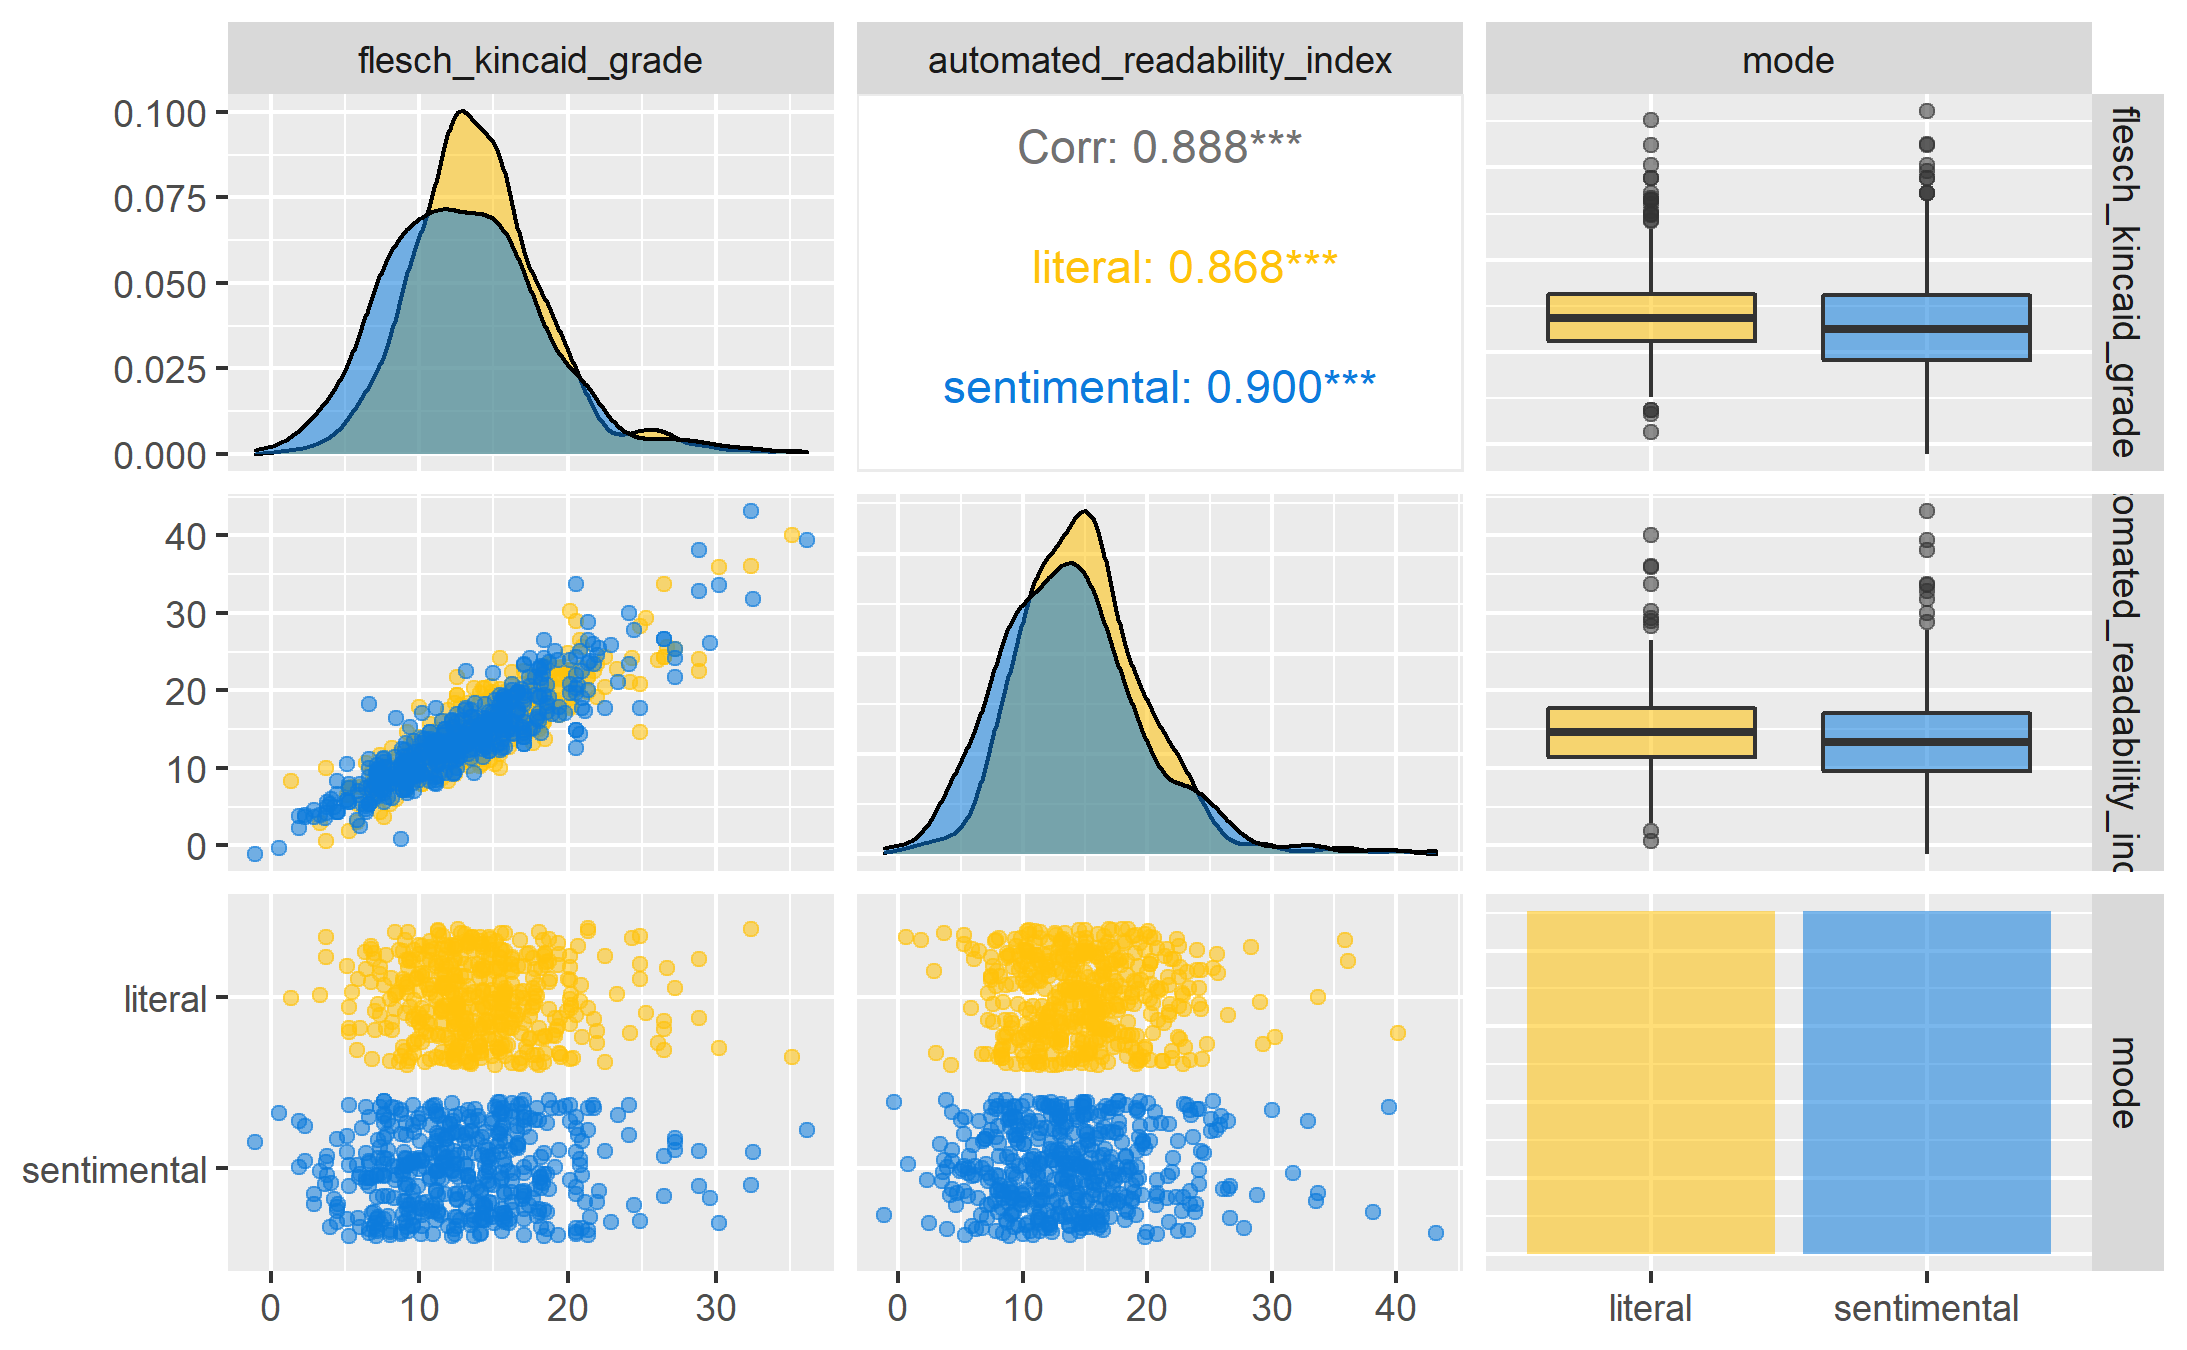 flesch_kincaid_grade
automated_readability_index
mode
0.100
0.075
0.050
0.025
0.000
Corr: 0.888***
literal: 0.868***
sentimental: 0.900***
flesch_kincaid_grade
40
30
20
10
0
omated_readability_inc
literal
sentimental
mode
0
10
20
30
0
10
20
30
40
literal
sentimental